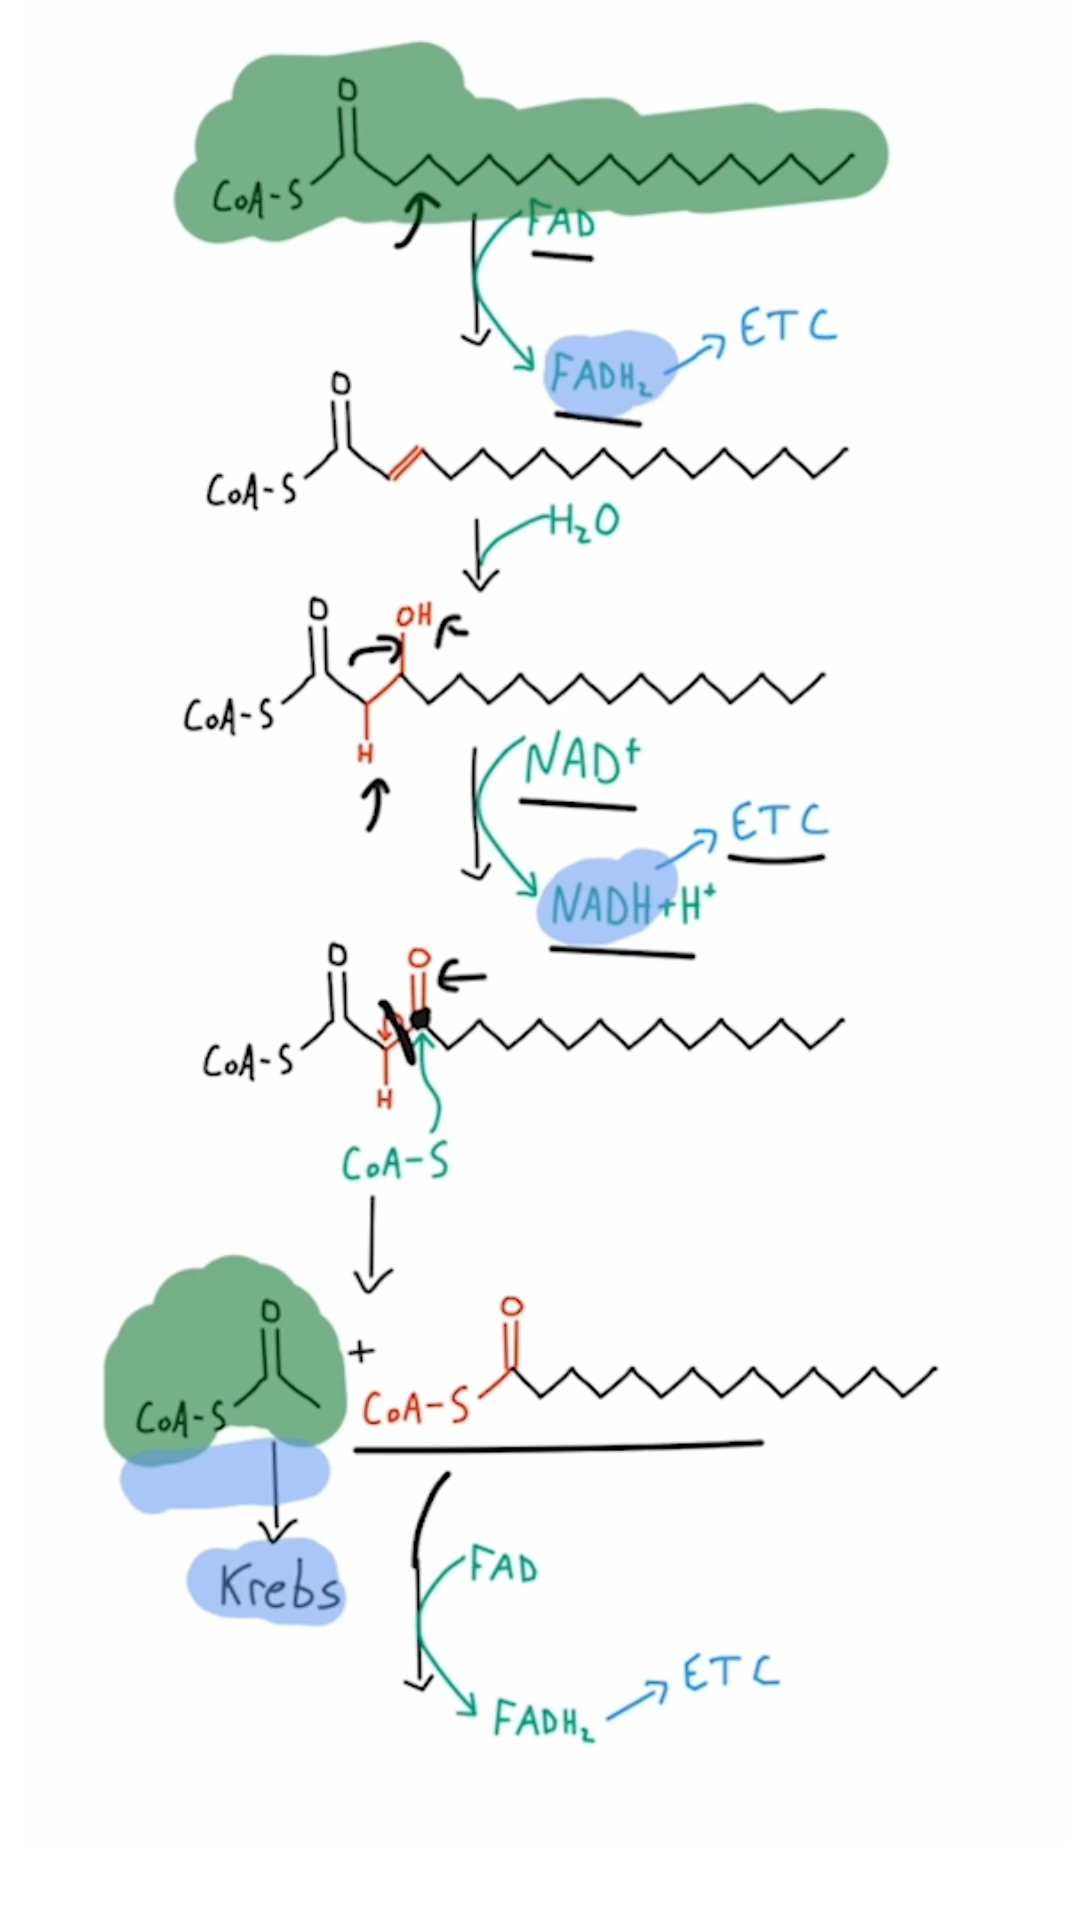 O
CoA-S
FAD
ETC
FADH₂
O
CoA-S
H₂O
O
OH
CoA-S
H
NAD⁺
ETC
NADH+H⁺
O O
CoA-S
H
CoA-S
O
O
+
CoA-S
CoA-S
FAD
Krebs
ETC
FADH₂